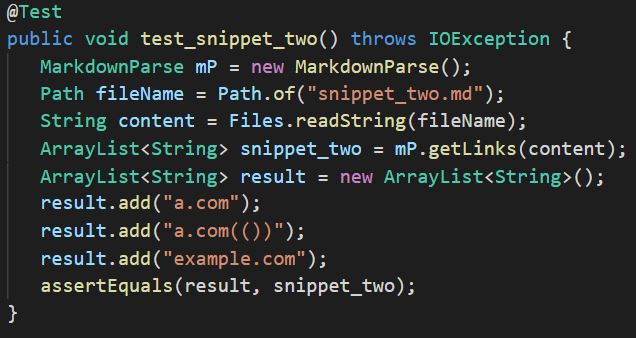 @Test
public void test_snippet_two() throws IOException {
MarkdownParse mP = new MarkdownParse();
Path fileName = Path.of("snippet_two.md");
String content = Files.readString(fileName);
ArrayList<String> snippet_two = mP.getLinks(content);
ArrayList<String> result = new ArrayList<String>();
result.add("a.com");
result.add("a.com(())");
result.add("example.com");
assertEquals(result, snippet_two);
}